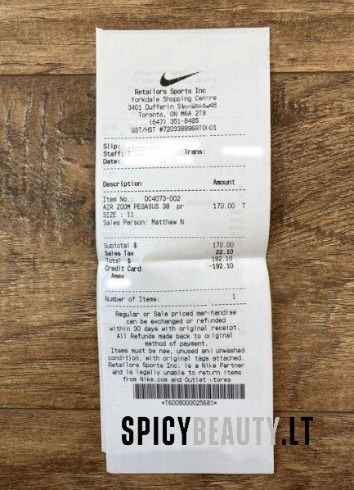 Retailors Sports Inc
Yorkdale Shopping Centre
3401 Dufferin
Toronto, ON M6A 2T9
(647) 351-8485
GST/HST #720338896RT0001
Slip:
Staff: Trans:
Date:
Description Amount
Item No.: DC4073-002
AIR ZOOM PEGASUS 38 pr 170.00 T
SIZE : 11
Sales Person: Matthew N
Subtotal $ 170.00
Sales Tax 22.10
Total $ 192.10
Credit Card -192.10
Amex
Number of Items: 1
Regular or Sale priced merchandise
can be exchanged or refunded
within 30 days with original receipt.
All Refunds made back to original
method of payment.
Items must be new, unused and unwashed
condition, with original tags attached.
Retailors Sports Inc. is a Nike Partner
and is legally unable to return items
from Nike.com and Outlet stores
*T6008000025683*
SPICYBEAUTY.LT